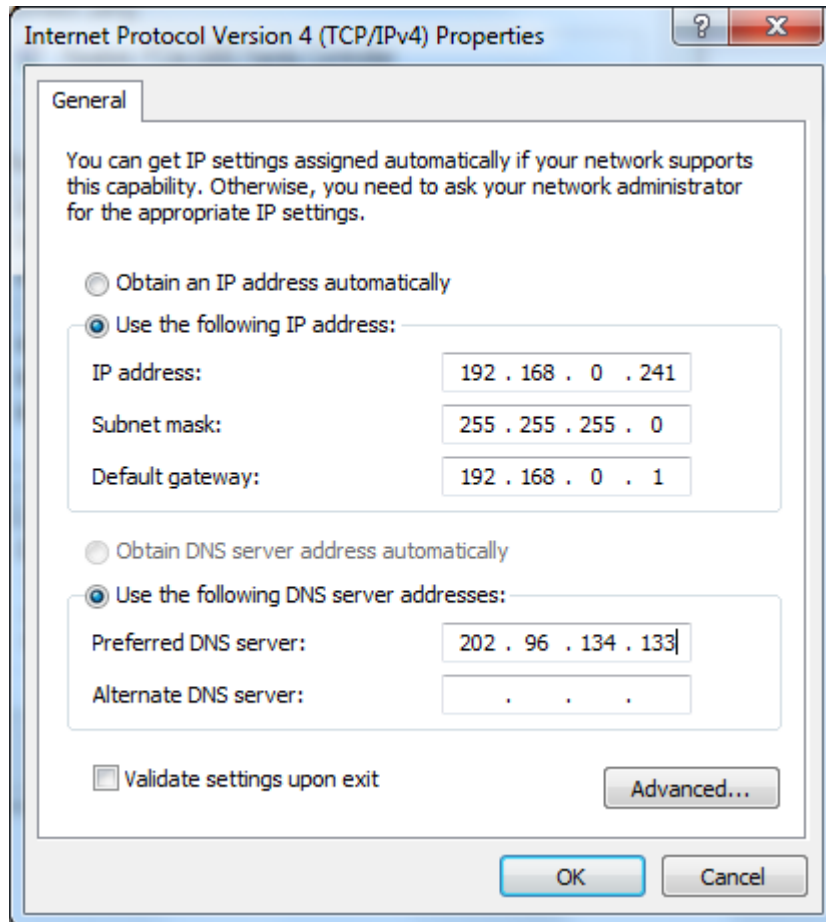 Internet Protocol Version 4 (TCP/IPv4) Properties
General
You can get IP settings assigned automatically if your network supports
this capability. Otherwise, you need to ask your network administrator
for the appropriate IP settings.
Obtain an IP address automatically
Use the following IP address:
IP address: 192 . 168 . 0 . 241
Subnet mask: 255 . 255 . 255 . 0
Default gateway: 192 . 168 . 0 . 1
Obtain DNS server address automatically
Use the following DNS server addresses:
Preferred DNS server: 202 . 96 . 134 . 133
Alternate DNS server: . . .
Validate settings upon exit
Advanced...
OK Cancel